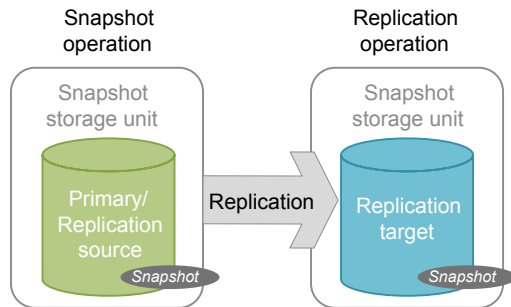 Snapshot
operation
Replication
operation
Snapshot
storage unit
Snapshot
storage unit
Primary/
Replication
source
Replication
Replication
target
Snapshot
Snapshot